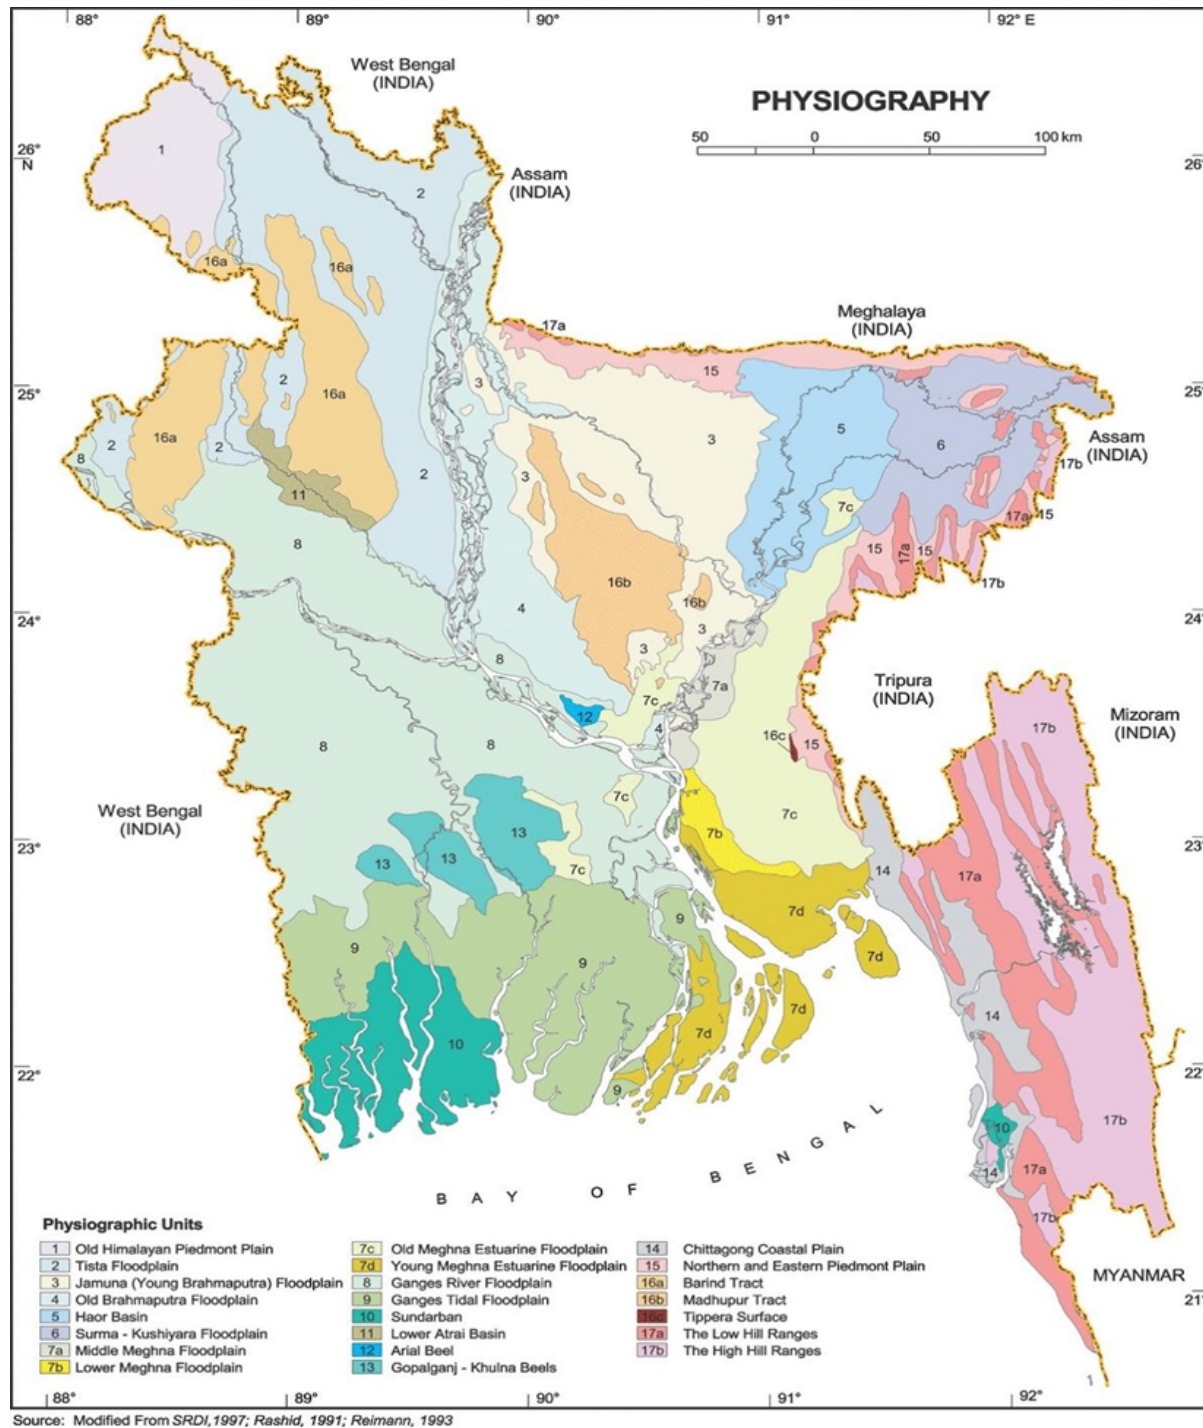 88°
89°
90°
91°
92° E
West Bengal
(INDIA)
PHYSIOGRAPHY
50 0 50 100 km
26°
N
26°
1
2
Assam
(INDIA)
2
16a
16a
Meghalaya
(INDIA)
17a
15
25°
25°
3
2
16a
5
6
3
Assam
(INDIA)
2
16a
2
8
17b
2
3
11
7c
17a
15
8
15
17a
15
16b
17b
24°
24°
4
16b
3
8
3
Tripura
(INDIA)
7a
7c
Mizoram
(INDIA)
12
4
17b
16c
15
8
8
West Bengal
(INDIA)
7c
7c
13
7b
23°
23°
13
13
7c
14
17a
7d
9
9
9
7d
7d
14
7d
10
22°
22°
9
10
17b
14
17a
17b
BAY OF BENGAL
MYANMAR
21°
1
Physiographic Units
1 Old Himalayan Piedmont Plain
2 Tista Floodplain
3 Jamuna (Young Brahmaputra) Floodplain
4 Old Brahmaputra Floodplain
5 Haor Basin
6 Surma - Kushiyara Floodplain
7a Middle Meghna Floodplain
7b Lower Meghna Floodplain
7c Old Meghna Estuarine Floodplain
7d Young Meghna Estuarine Floodplain
8 Ganges River Floodplain
9 Ganges Tidal Floodplain
10 Sundarban
11 Lower Atrai Basin
12 Arial Beel
13 Gopalganj - Khulna Beels
14 Chittagong Coastal Plain
15 Northern and Eastern Piedmont Plain
16a Barind Tract
16b Madhupur Tract
16c Tippera Surface
17a The Low Hill Ranges
17b The High Hill Ranges
88°
89°
90°
91°
92°
Source: Modified From SRDI,1997; Rashid, 1991; Reimann, 1993